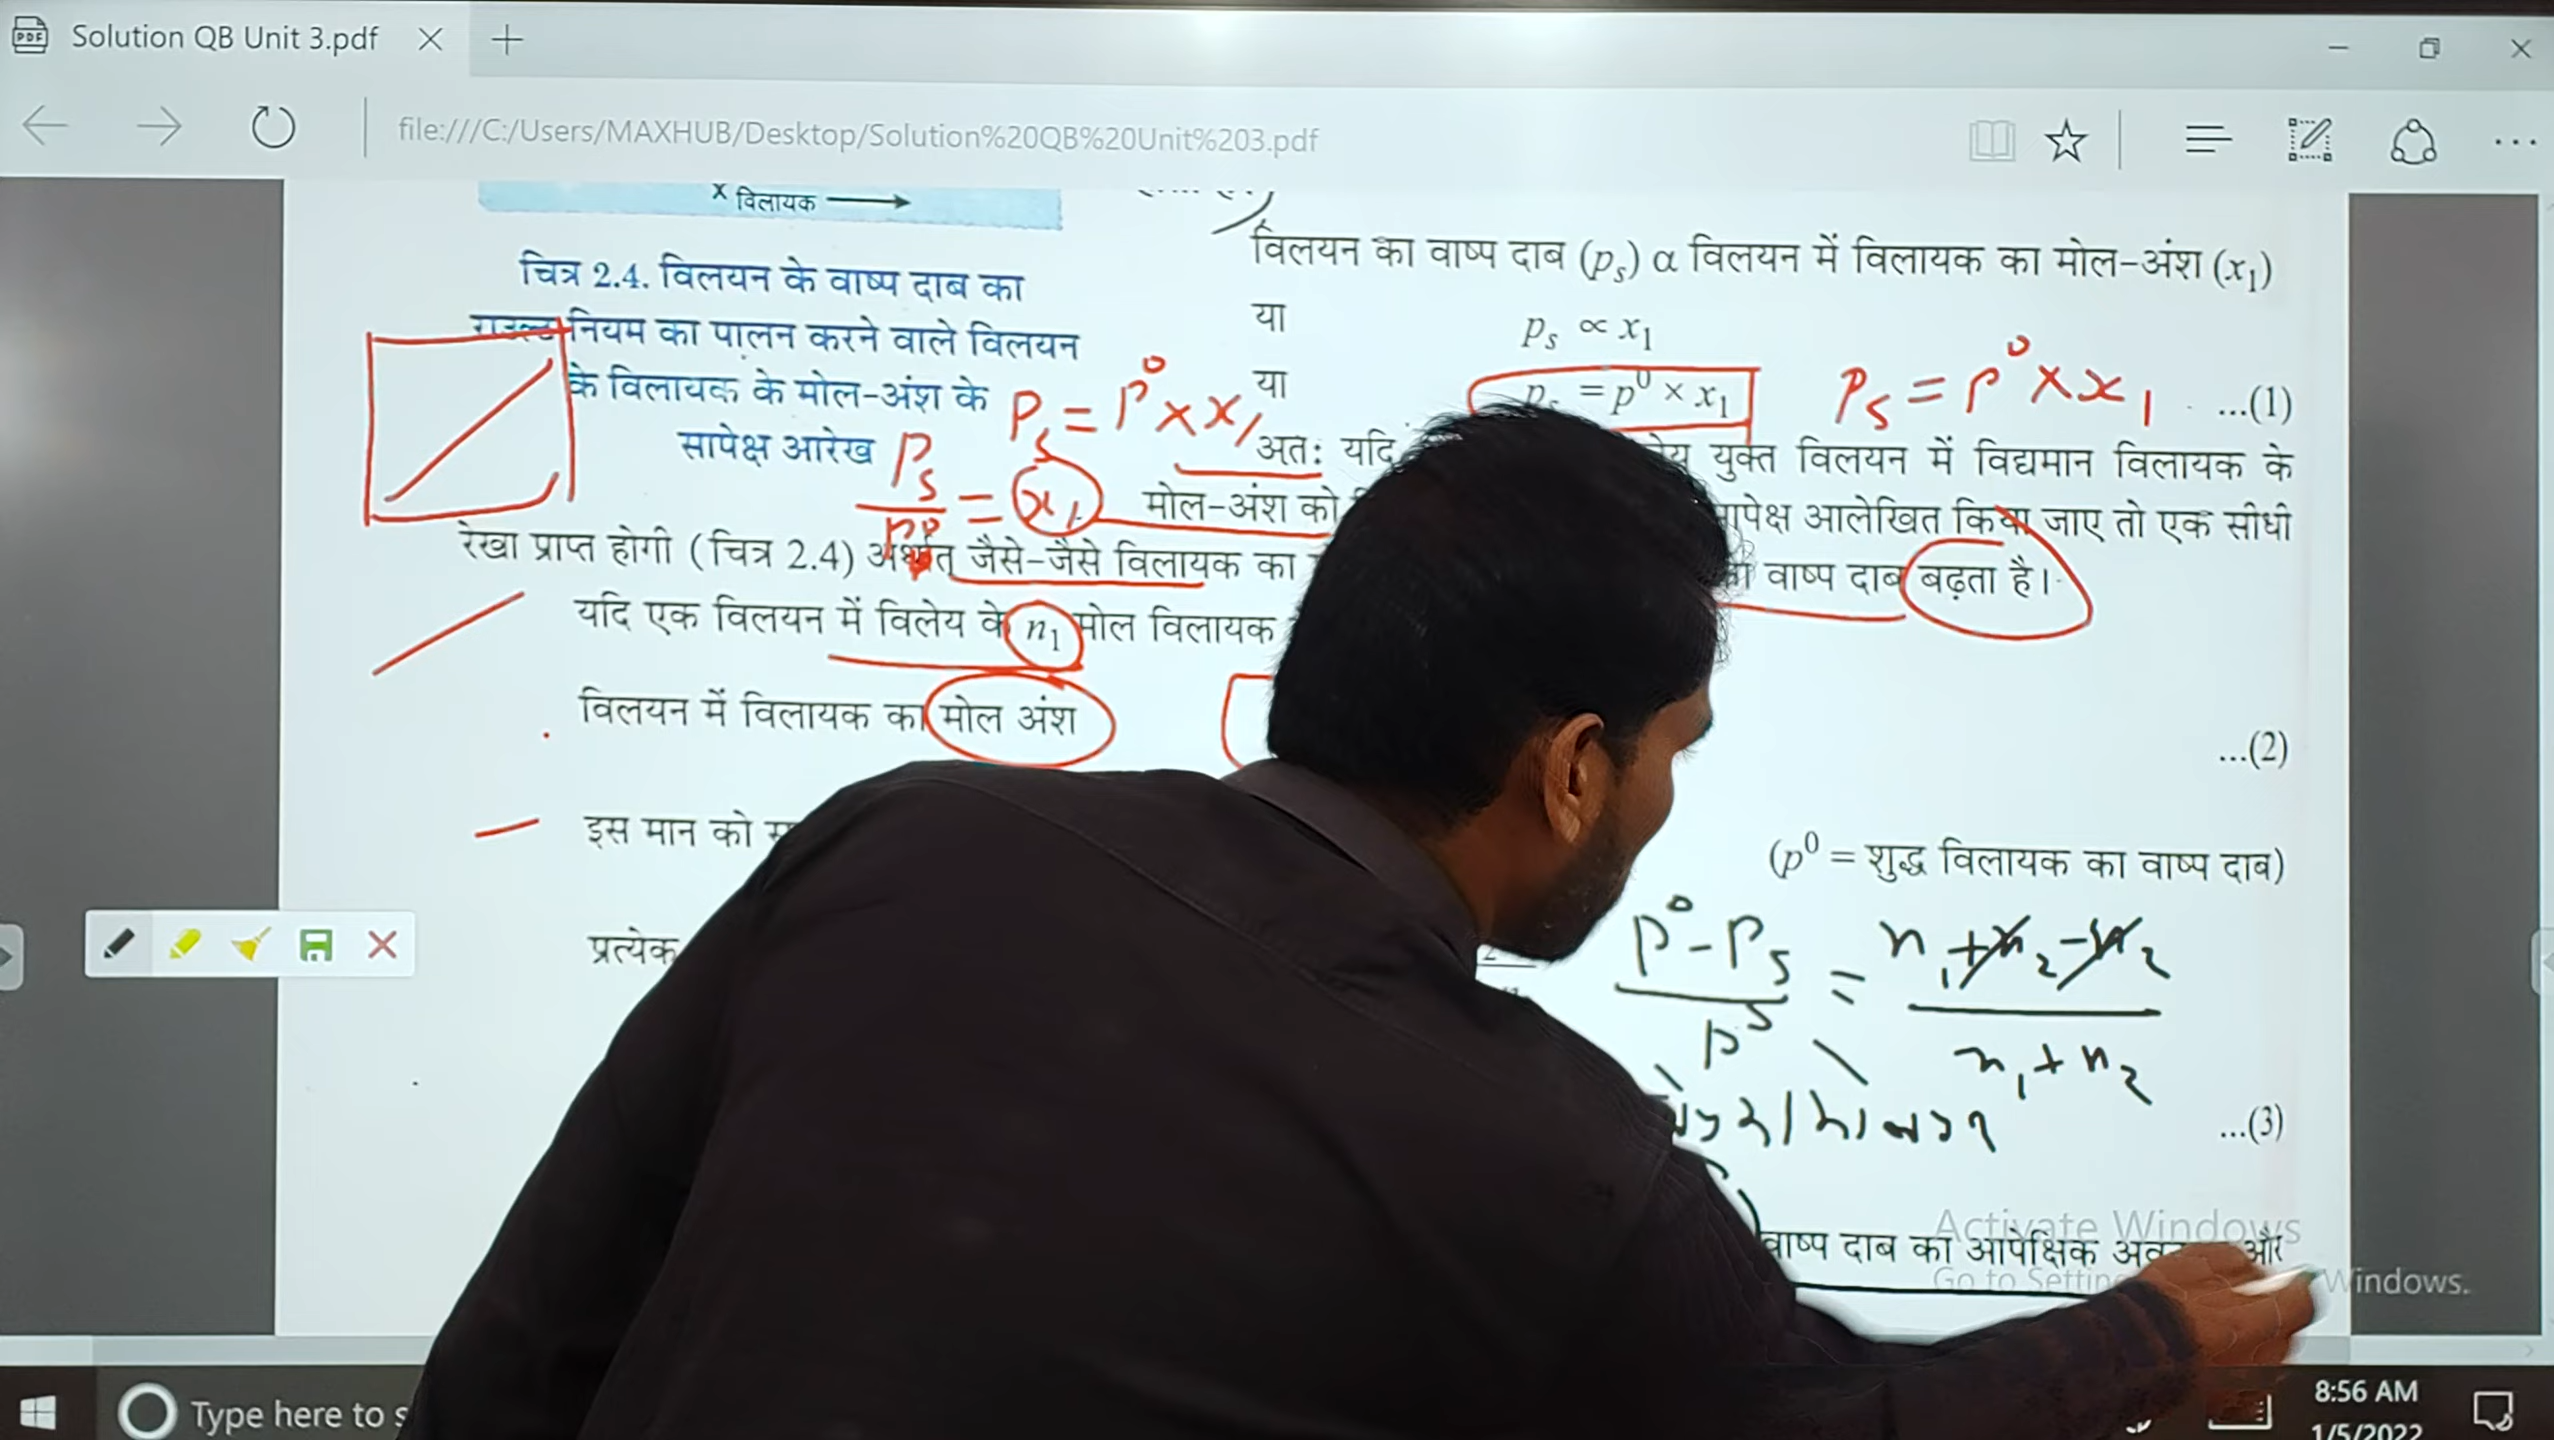 Solution QB Unit 3.pdf
file:///C:/Users/MAXHUB/Desktop/Solution%20QB%20Unit%203.pdf
x विलायक
चित्र 2.4. विलयन के वाष्प दाब का
राउल्ट नियम का पालन करने वाले विलयन
के विलायक के मोल-अंश के
सापेक्ष आरेख
विलयन का वाष्प दाब (pₛ) α विलयन में विलायक का मोल-अंश (x₁)
या pₛ ∝ x₁
या pₛ = p⁰ × x₁ ...(1)
Pₛ = P⁰ × x₁
Pₛ = P⁰ × x₁
Pₛ/P⁰ = x₁
अतः यदि युक्त विलयन में विद्यमान विलायक के
मोल-अंश को आलेखित किया जाए तो एक सीधी
रेखा प्राप्त होगी (चित्र 2.4) अर्थात् जैसे-जैसे विलायक का वाष्प दाब बढ़ता है।
यदि एक विलयन में विलेय के n₁ मोल विलायक
विलयन में विलायक का मोल अंश ...(2)
इस मान को
(p⁰ = शुद्ध विलायक का वाष्प दाब)
प्रत्येक
P⁰ - Pₛ = n₁ + n₂ - n₂
n₁ + n₂
...(3)
वाष्प दाब का आपेक्षिक और
Activate Windows
Go to Windows.
Type here to s
8:56 AM
1/5/2022